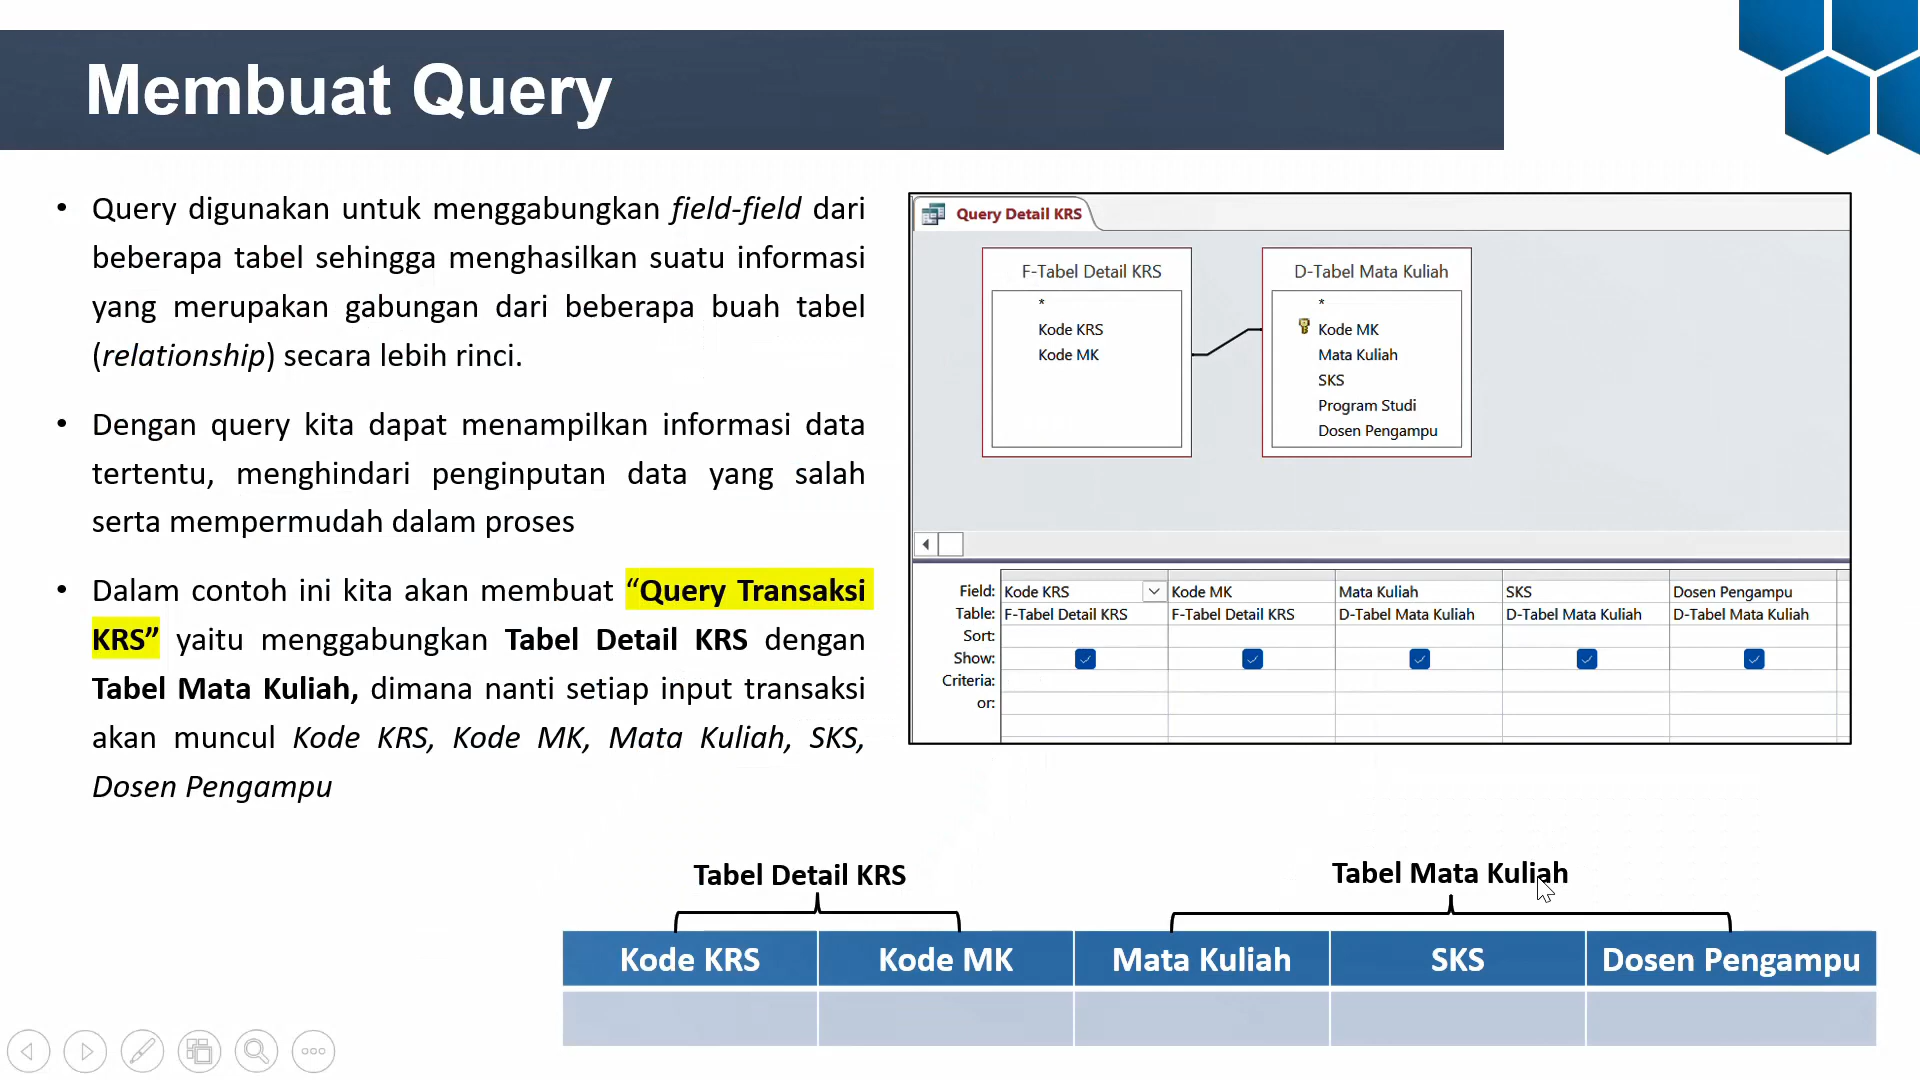 Membuat Query
• Query digunakan untuk menggabungkan field-field dari
beberapa tabel sehingga menghasilkan suatu informasi
yang merupakan gabungan dari beberapa buah tabel
(relationship) secara lebih rinci.
• Dengan query kita dapat menampilkan informasi data
tertentu, menghindari penginputan data yang salah
serta mempermudah dalam proses
• Dalam contoh ini kita akan membuat “Query Transaksi
KRS” yaitu menggabungkan Tabel Detail KRS dengan
Tabel Mata Kuliah, dimana nanti setiap input transaksi
akan muncul Kode KRS, Kode MK, Mata Kuliah, SKS,
Dosen Pengampu
Query Detail KRS
F-Tabel Detail KRS
*
Kode KRS
Kode MK
D-Tabel Mata Kuliah
*
Kode MK
Mata Kuliah
SKS
Program Studi
Dosen Pengampu
Field: Kode KRS Kode MK Mata Kuliah SKS Dosen Pengampu
Table: F-Tabel Detail KRS F-Tabel Detail KRS D-Tabel Mata Kuliah D-Tabel Mata Kuliah D-Tabel Mata Kuliah
Sort:
Show:
Criteria:
or:
Tabel Detail KRS Tabel Mata Kuliah
Kode KRS Kode MK Mata Kuliah SKS Dosen Pengampu